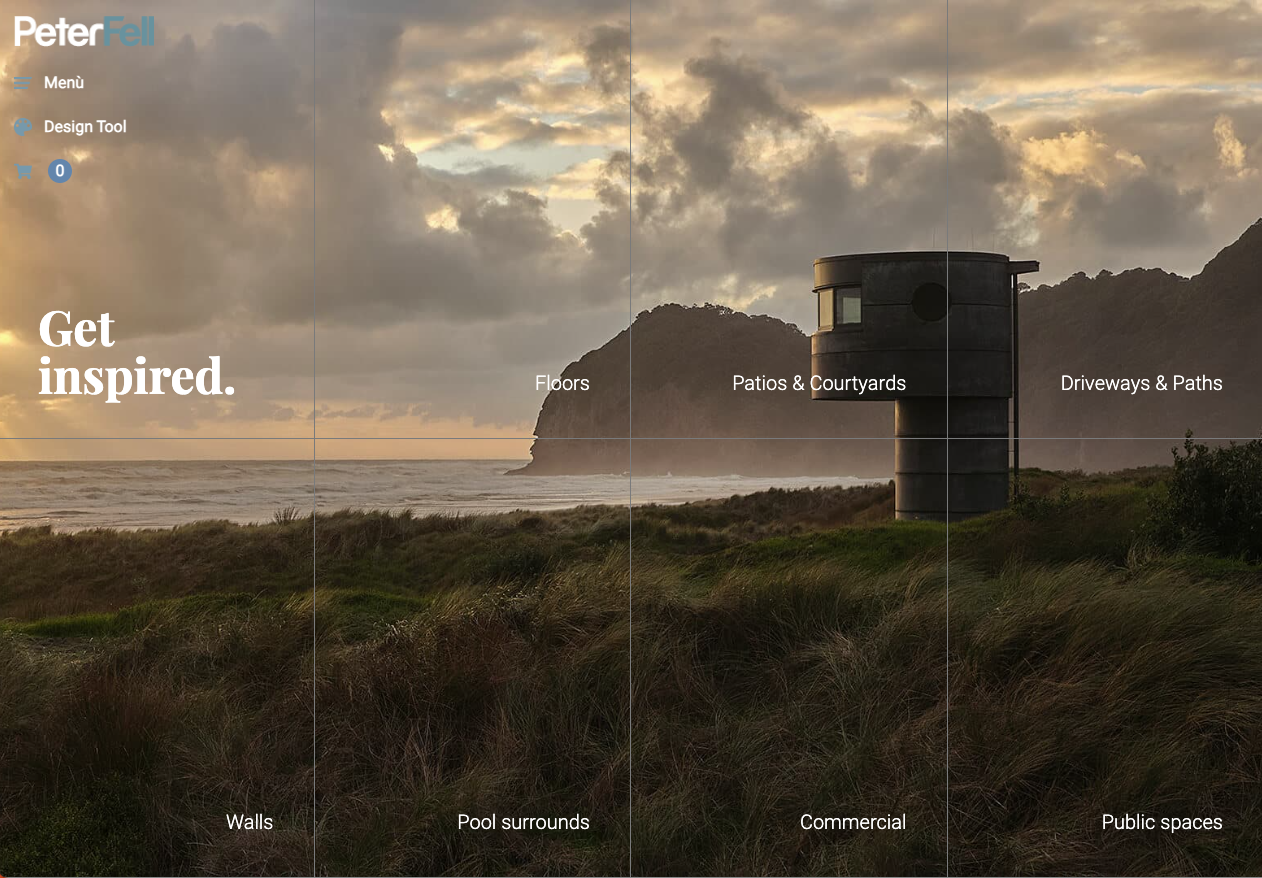 PeterFell
Menù
Design Tool
0
Get
inspired.
Floors
Patios & Courtyards
Driveways & Paths
Walls
Pool surrounds
Commercial
Public spaces